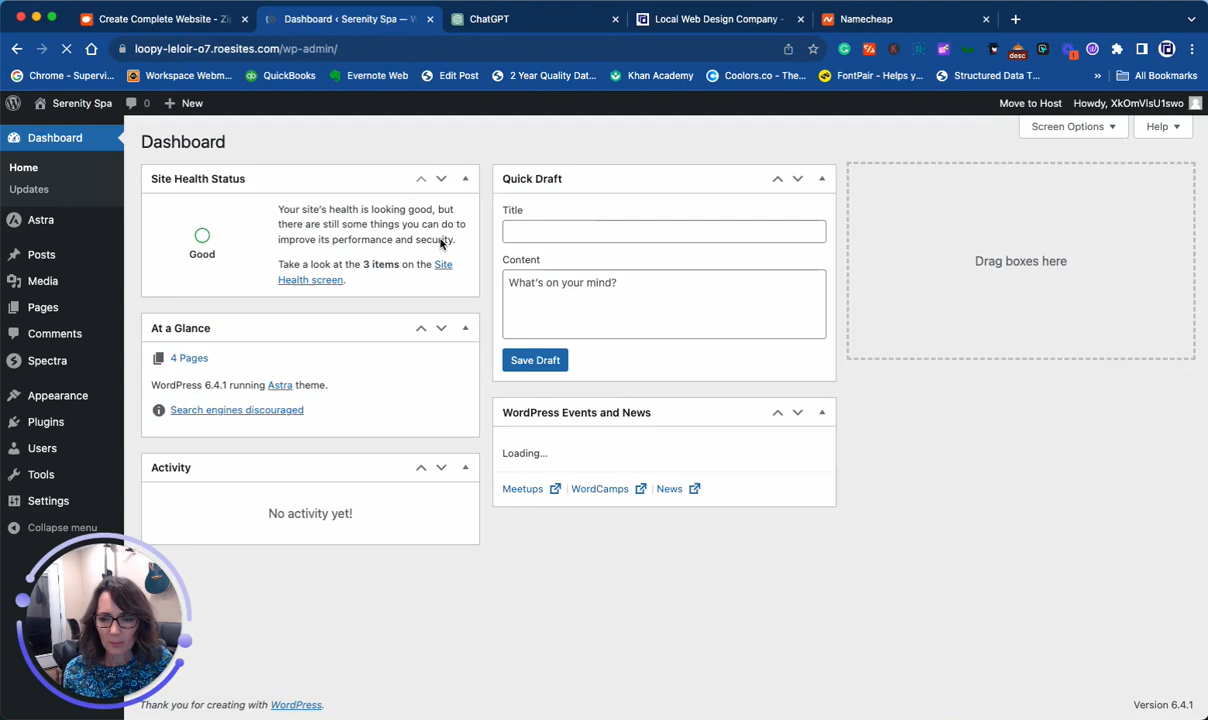 Create Complete Website - Zi
Dashboard ‹ Serenity Spa — W
ChatGPT
Local Web Design Company -
Namecheap
loopy-leloir-o7.roesites.com/wp-admin/
desc
1
Chrome - Supervi...
Workspace Webm...
QuickBooks
Evernote Web
Edit Post
2 Year Quality Dat...
Khan Academy
Coolors.co - The...
FontPair - Helps y...
Structured Data T...
»
All Bookmarks
Serenity Spa
0
New
Move to Host
Howdy, XkOmVlsU1swo
Dashboard
Home
Updates
Astra
Posts
Media
Pages
Comments
Spectra
Appearance
Plugins
Users
Tools
Settings
Collapse menu
Screen Options
Help
Dashboard
Site Health Status
Good
Your site's health is looking good, but
there are still some things you can do to
improve its performance and security.
Take a look at the 3 items on the Site
Health screen.
At a Glance
4 Pages
WordPress 6.4.1 running Astra theme.
Search engines discouraged
Activity
No activity yet!
Quick Draft
Title
Content
What's on your mind?
Save Draft
WordPress Events and News
Loading...
Meetups | WordCamps | News
Drag boxes here
Thank you for creating with WordPress.
Version 6.4.1